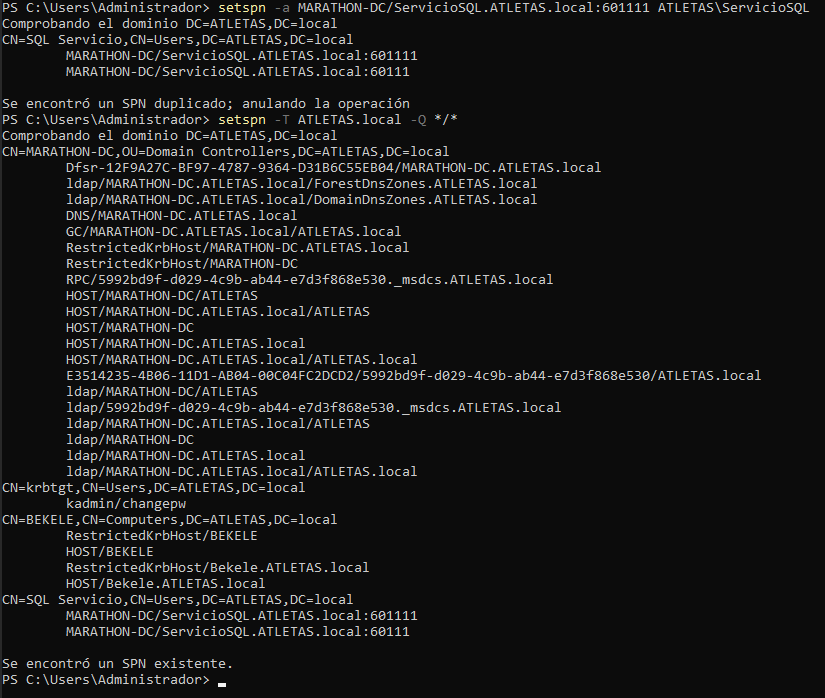 PS C:\Users\Administrador> setspn -a MARATHON-DC/ServicioSQL.ATLETAS.local:601111 ATLETAS\ServicioSQL
Comprobando el dominio DC=ATLETAS,DC=local
CN=SQL Servicio,CN=Users,DC=ATLETAS,DC=local
MARATHON-DC/ServicioSQL.ATLETAS.local:601111
MARATHON-DC/ServicioSQL.ATLETAS.local:60111
Se encontró un SPN duplicado; anulando la operación
PS C:\Users\Administrador> setspn -T ATLETAS.local -Q */*
Comprobando el dominio DC=ATLETAS,DC=local
CN=MARATHON-DC,OU=Domain Controllers,DC=ATLETAS,DC=local
Dfsr-12F9A27C-BF97-4787-9364-D31B6C55EB04/MARATHON-DC.ATLETAS.local
ldap/MARATHON-DC.ATLETAS.local/ForestDnsZones.ATLETAS.local
ldap/MARATHON-DC.ATLETAS.local/DomainDnsZones.ATLETAS.local
DNS/MARATHON-DC.ATLETAS.local
GC/MARATHON-DC.ATLETAS.local/ATLETAS.local
RestrictedKrbHost/MARATHON-DC.ATLETAS.local
RestrictedKrbHost/MARATHON-DC
RPC/5992bd9f-d029-4c9b-ab44-e7d3f868e530._msdcs.ATLETAS.local
HOST/MARATHON-DC/ATLETAS
HOST/MARATHON-DC.ATLETAS.local/ATLETAS
HOST/MARATHON-DC
HOST/MARATHON-DC.ATLETAS.local
HOST/MARATHON-DC.ATLETAS.local/ATLETAS.local
E3514235-4B06-11D1-AB04-00C04FC2DCD2/5992bd9f-d029-4c9b-ab44-e7d3f868e530/ATLETAS.local
ldap/MARATHON-DC/ATLETAS
ldap/5992bd9f-d029-4c9b-ab44-e7d3f868e530._msdcs.ATLETAS.local
ldap/MARATHON-DC.ATLETAS.local/ATLETAS
ldap/MARATHON-DC
ldap/MARATHON-DC.ATLETAS.local
ldap/MARATHON-DC.ATLETAS.local/ATLETAS.local
CN=krbtgt,CN=Users,DC=ATLETAS,DC=local
kadmin/changepw
CN=BEKELE,CN=Computers,DC=ATLETAS,DC=local
RestrictedKrbHost/BEKELE
HOST/BEKELE
RestrictedKrbHost/Bekele.ATLETAS.local
HOST/Bekele.ATLETAS.local
CN=SQL Servicio,CN=Users,DC=ATLETAS,DC=local
MARATHON-DC/ServicioSQL.ATLETAS.local:601111
MARATHON-DC/ServicioSQL.ATLETAS.local:60111
Se encontró un SPN existente.
PS C:\Users\Administrador>